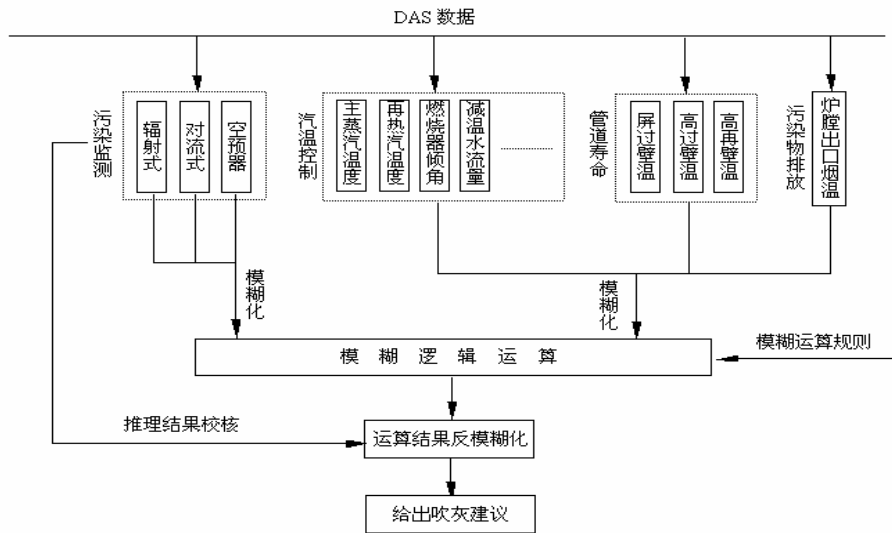 DAS 数据
污染监测
辐射式
对流式
空预器
汽温控制
主蒸汽温度
再热汽温度
燃烧器倾角
减温水流量
管道寿命
屏过壁温
高过壁温
高再壁温
污染物排放
炉膛出口烟温
模糊化
模糊化
模糊逻辑运算
模糊运算规则
推理结果校核
运算结果反模糊化
给出吹灰建议